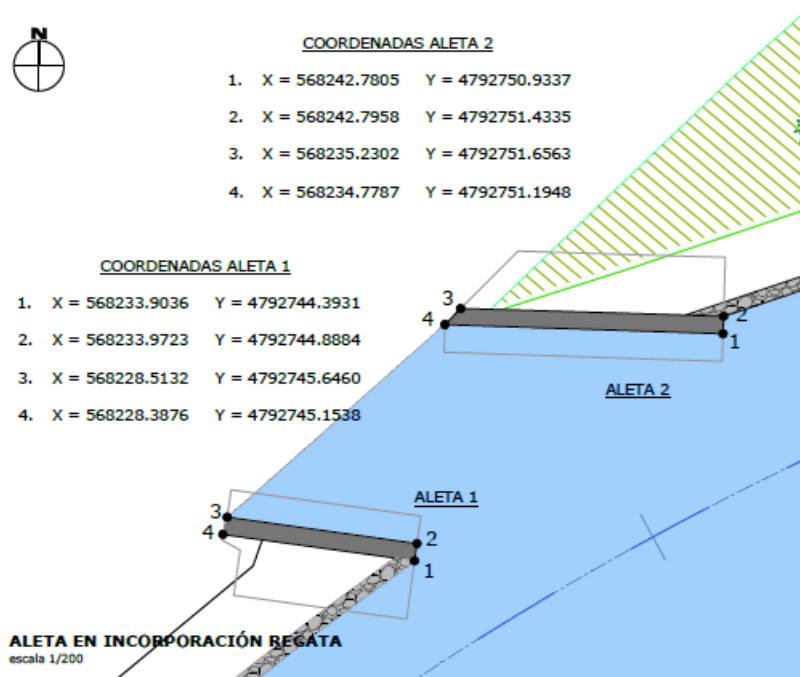 N
COORDENADAS ALETA 2
1. X = 568242.7805 Y = 4792750.9337
2. X = 568242.7958 Y = 4792751.4335
3. X = 568235.2302 Y = 4792751.6563
4. X = 568234.7787 Y = 4792751.1948
COORDENADAS ALETA 1
1. X = 568233.9036 Y = 4792744.3931
2. X = 568233.9723 Y = 4792744.8884
3. X = 568228.5132 Y = 4792745.6460
4. X = 568228.3876 Y = 4792745.1538
3
4
2
1
ALETA 2
ALETA 1
3
4
2
1
ALETA EN INCORPORACIÓN REGATA
escala 1/200